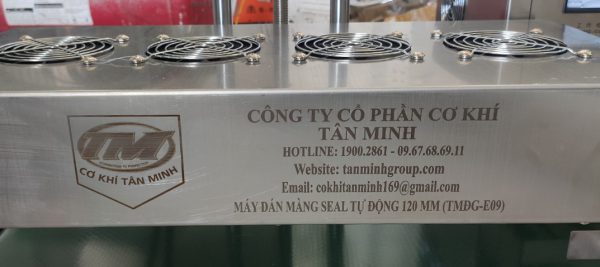 TM
CƠ KHÍ TÂN MINH
CÔNG TY CỔ PHẦN CƠ KHÍ
TÂN MINH
HOTLINE: 1900.2861 - 09.67.68.69.11
Website: tanminhgroup.com
Email: cokhitanminh169@gmail.com
MÁY DÁN MÀNG SEAL TỰ ĐỘNG 120 MM (TMĐG-E09)